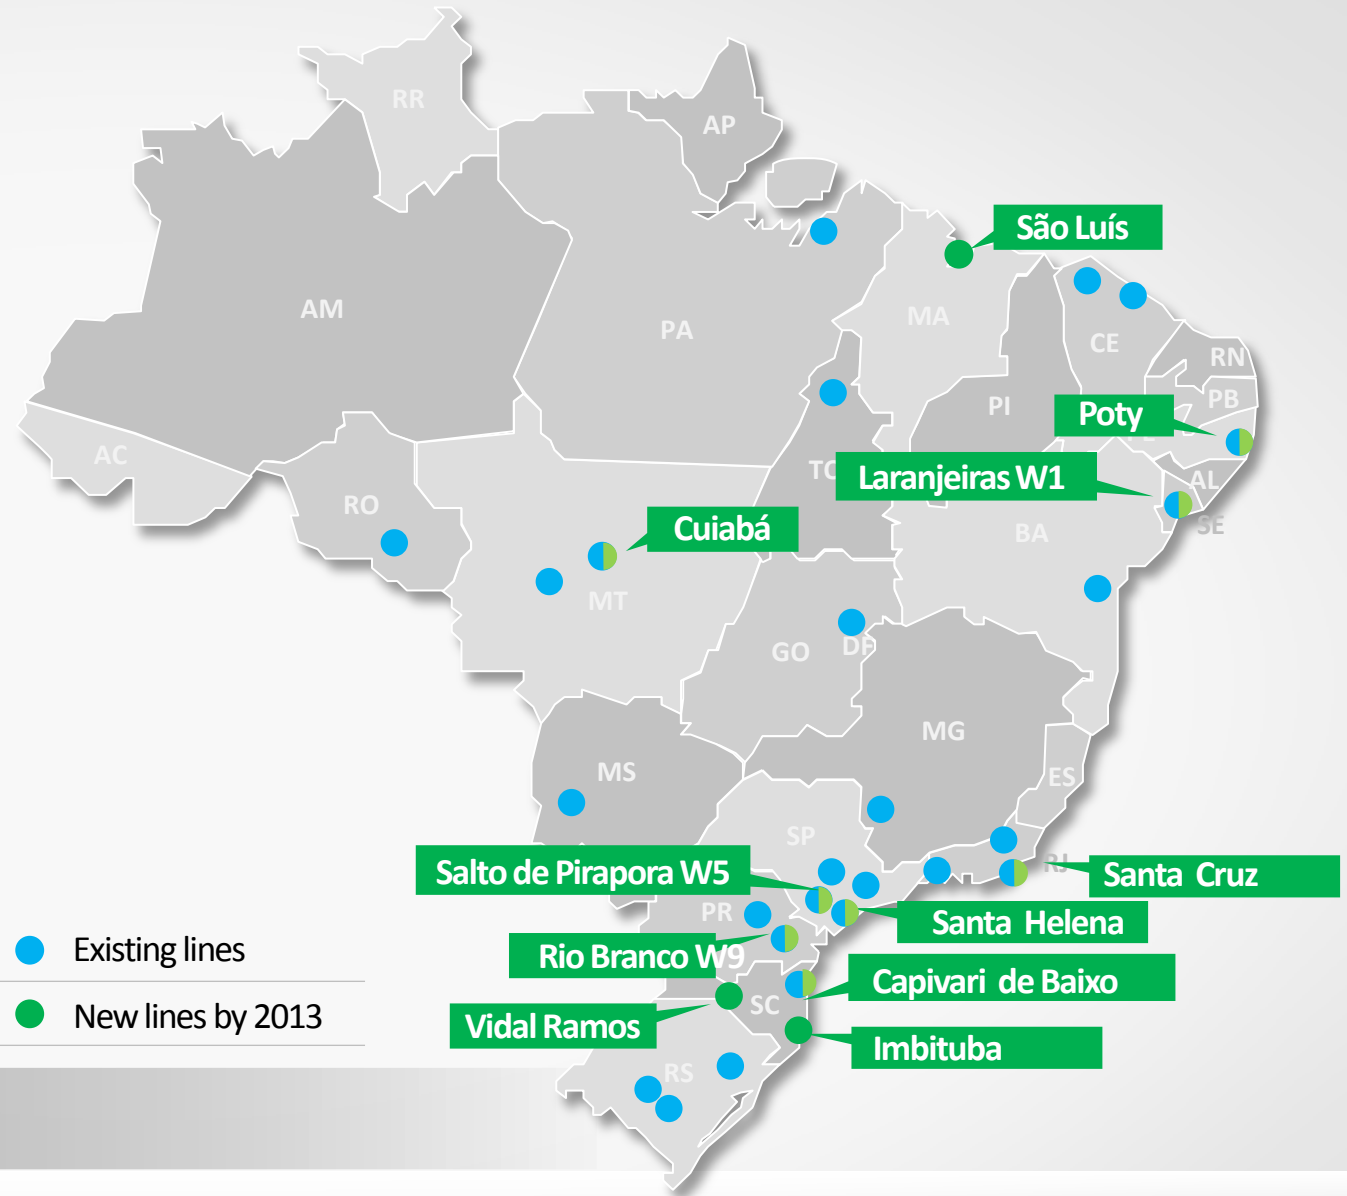 RR
AP
São Luís
AM
PA
MA
CE
RN
PI
PB
Poty
AC
TO
Laranjeiras W1
AL
RO
SE
Cuiabá
BA
MT
GO
DF
MG
MS
ES
SP
Salto de Pirapora W5
RJ
Santa Cruz
PR
Santa Helena
Existing lines
Rio Branco W9
Capivari de Baixo
SC
New lines by 2013
Vidal Ramos
Imbituba
RS